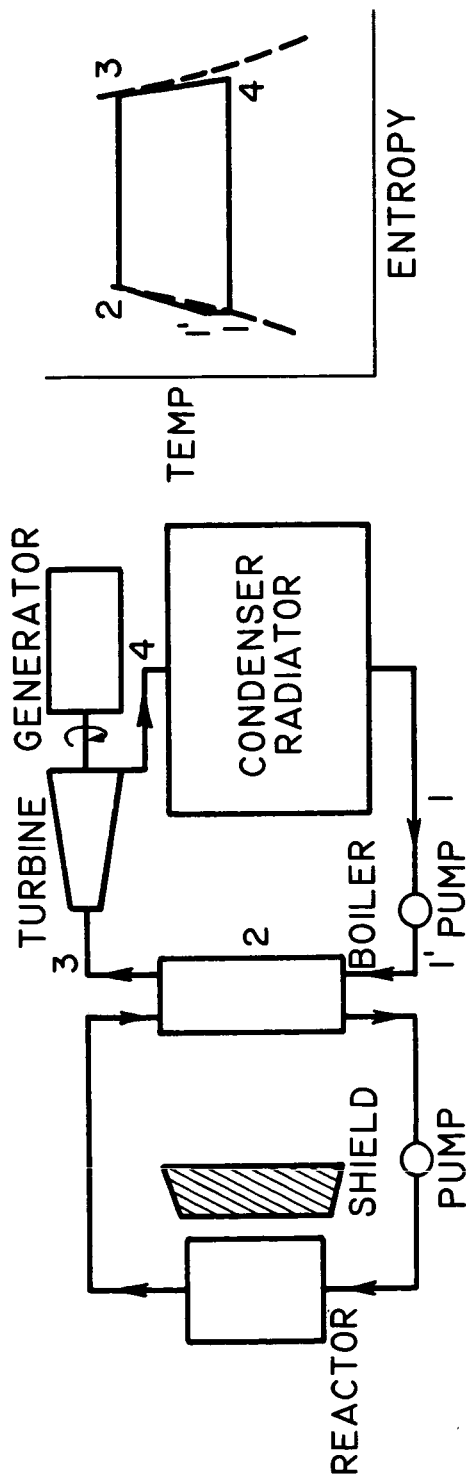 REACTOR
SHIELD
PUMP
BOILER
2
3
TURBINE
GENERATOR
4
CONDENSER
RADIATOR
1
1'
PUMP
TEMP
ENTROPY
1
1'
2
3
4